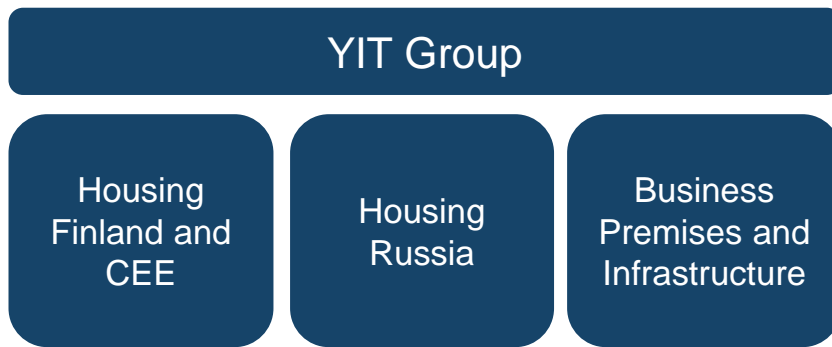 YIT Group
Housing
Finland and
CEE
Housing
Russia
Business
Premises and
Infrastructure